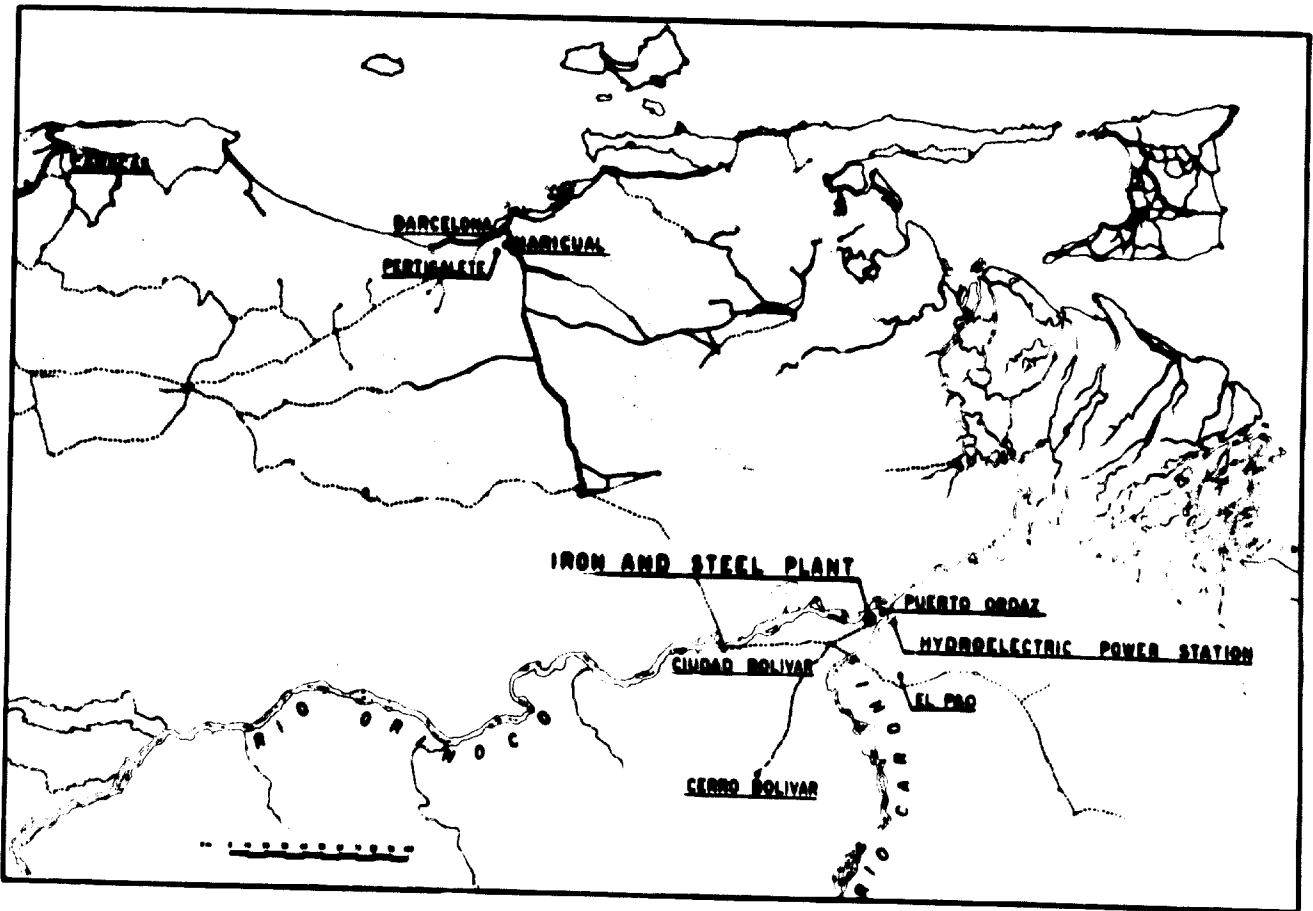 BARCELONA
NARICUAL
PERTIGALETE
IRON AND STEEL PLANT
PUERTO ORDAZ
HYDROELECTRIC POWER STATION
CIUDAD BOLIVAR
EL PAO
RIO ORINOCO
CERRO BOLIVAR
RIO CARONI